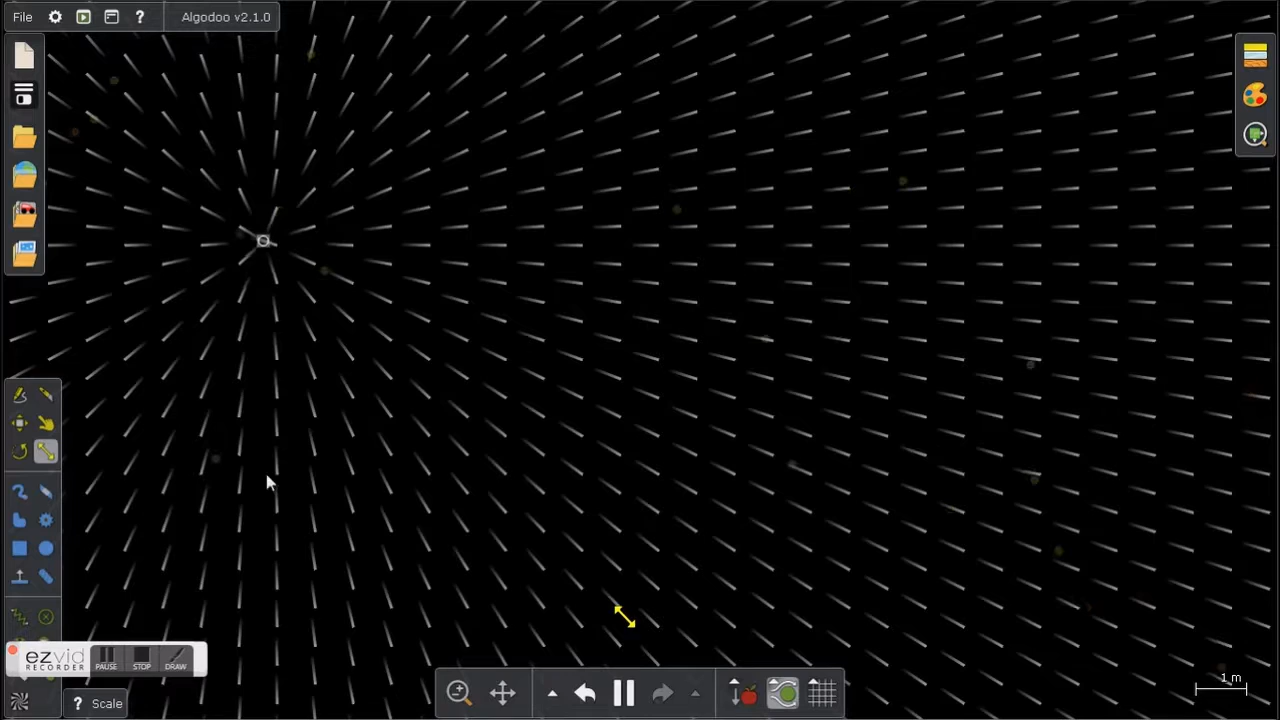 File ? Algodoo v2.1.0
ezvid
RECORDER
PAUSE STOP DRAW
? Scale
1 m